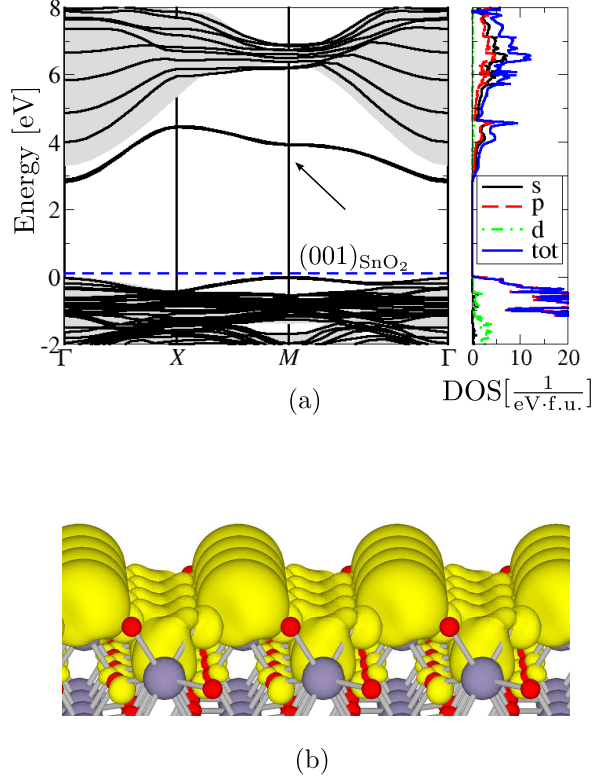 8
6
4
2
0
-2
Energy [eV]
(001)SnO₂
Γ
X
M
Γ
s
p
d
tot
0
10
20
DOS[1/eV·f.u.]
(a)
(b)